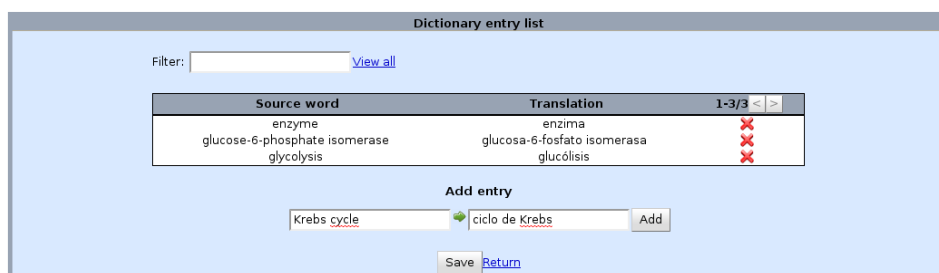 Dictionary entry list
Filter: View all
Source word Translation 1-3/3 < >
enzyme enzima
glucose-6-phosphate isomerase glucosa-6-fosfato isomerasa
glycolysis glucólisis
Add entry
Krebs cycle ciclo de Krebs Add
Save Return